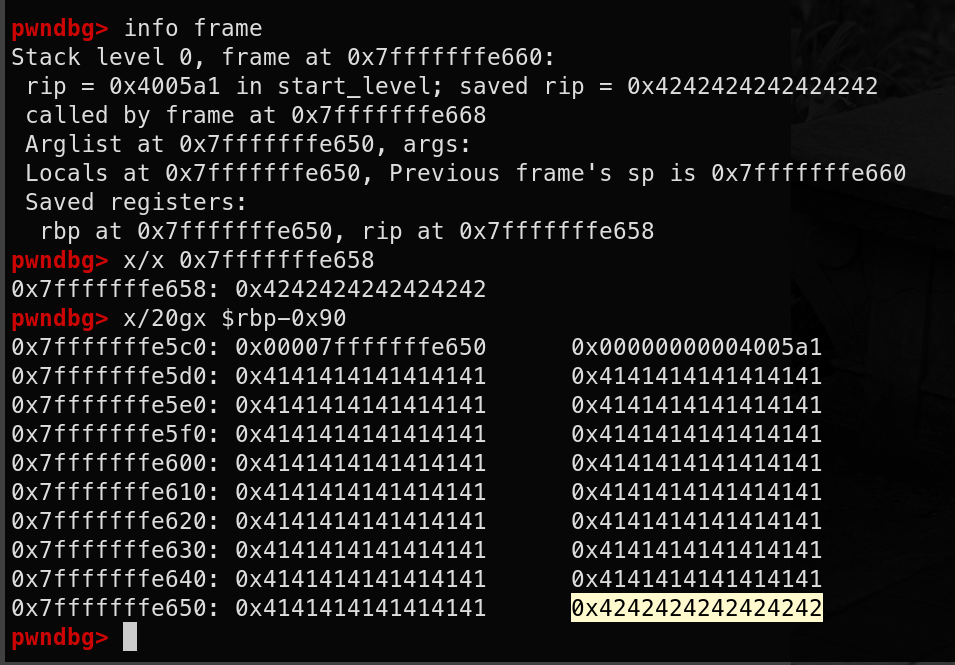 pwndbg> info frame
Stack level 0, frame at 0x7fffffffe660:
 rip = 0x4005a1 in start_level; saved rip = 0x4242424242424242
 called by frame at 0x7fffffffe668
 Arglist at 0x7fffffffe650, args:
 Locals at 0x7fffffffe650, Previous frame's sp is 0x7fffffffe660
 Saved registers:
  rbp at 0x7fffffffe650, rip at 0x7fffffffe658
pwndbg> x/x 0x7fffffffe658
0x7fffffffe658: 0x4242424242424242
pwndbg> x/20gx $rbp-0x90
0x7fffffffe5c0: 0x00007fffffffe650 0x00000000004005a1
0x7fffffffe5d0: 0x4141414141414141 0x4141414141414141
0x7fffffffe5e0: 0x4141414141414141 0x4141414141414141
0x7fffffffe5f0: 0x4141414141414141 0x4141414141414141
0x7fffffffe600: 0x4141414141414141 0x4141414141414141
0x7fffffffe610: 0x4141414141414141 0x4141414141414141
0x7fffffffe620: 0x4141414141414141 0x4141414141414141
0x7fffffffe630: 0x4141414141414141 0x4141414141414141
0x7fffffffe640: 0x4141414141414141 0x4141414141414141
0x7fffffffe650: 0x4141414141414141 0x4242424242424242
pwndbg>